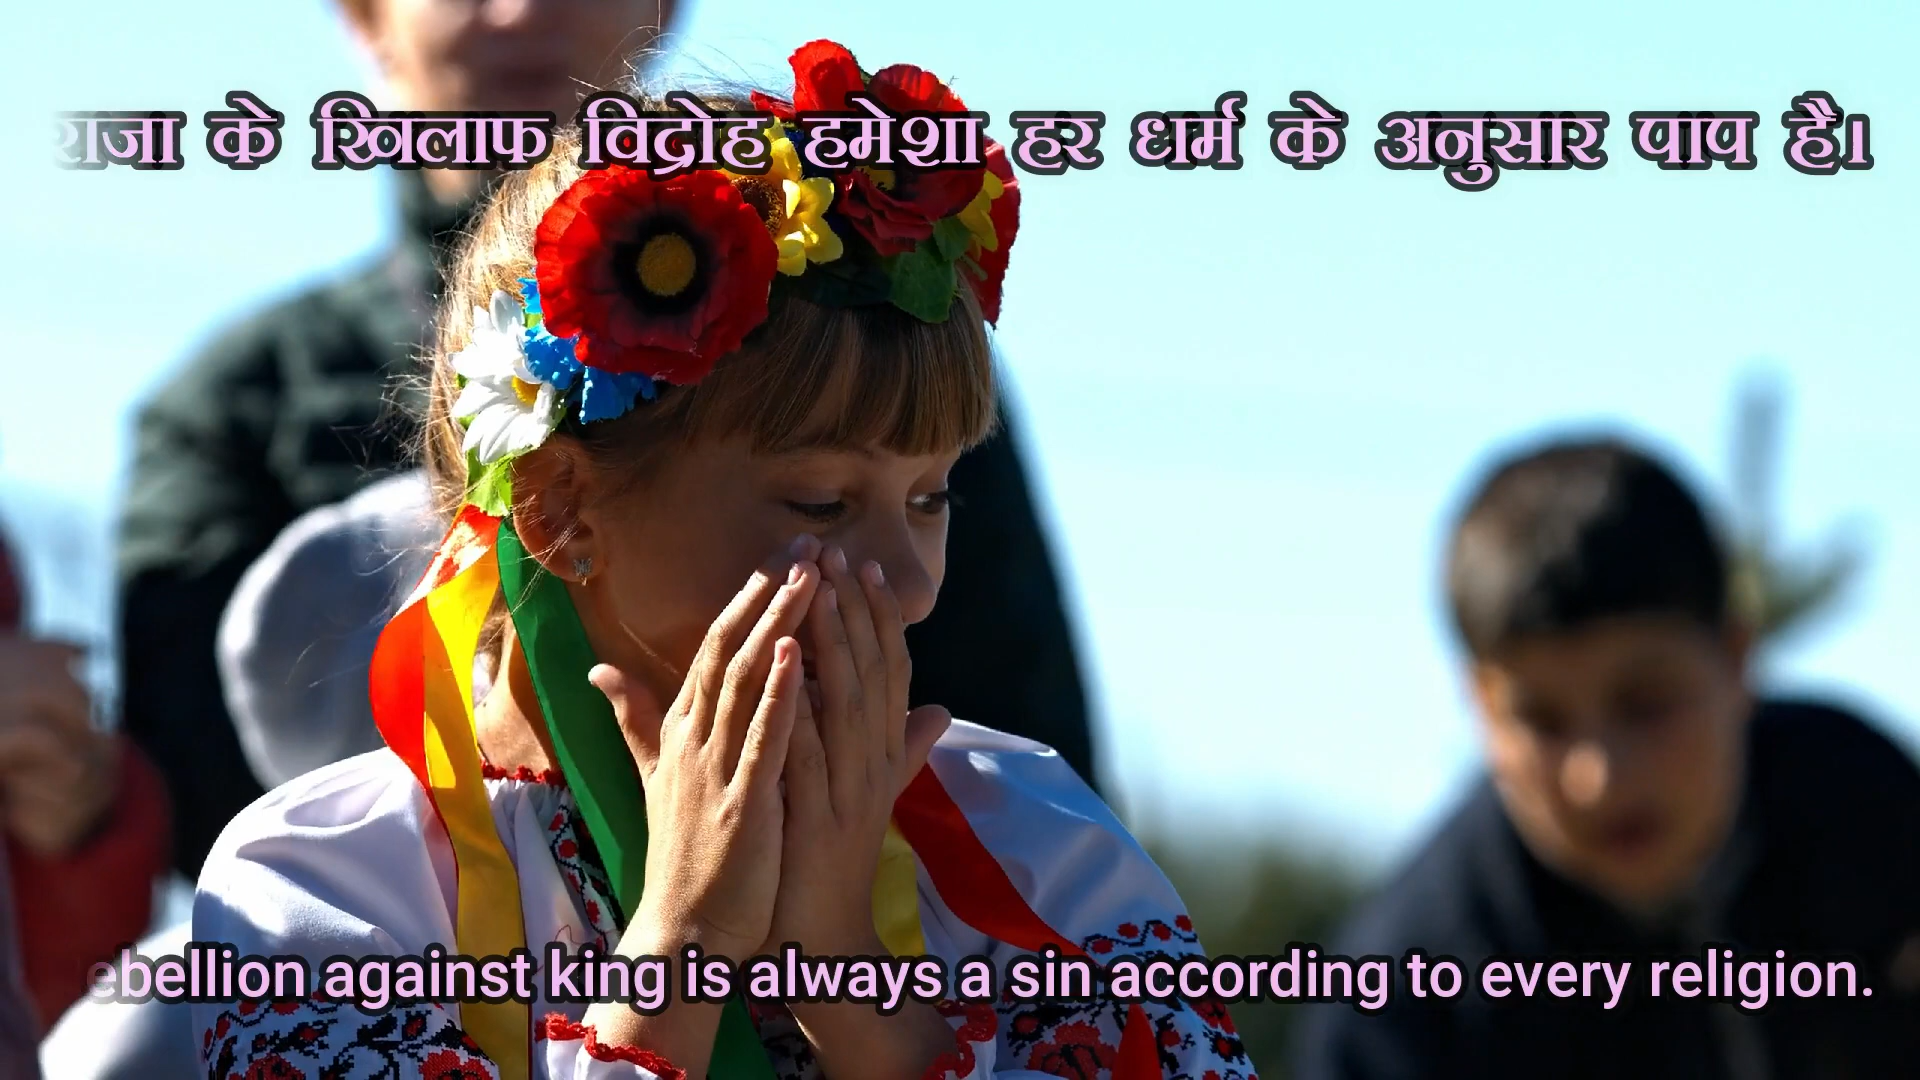 राजा के खिलाफ विद्रोह हमेशा हर धर्म के अनुसार पाप है।
ebellion against king is always a sin according to every religion.